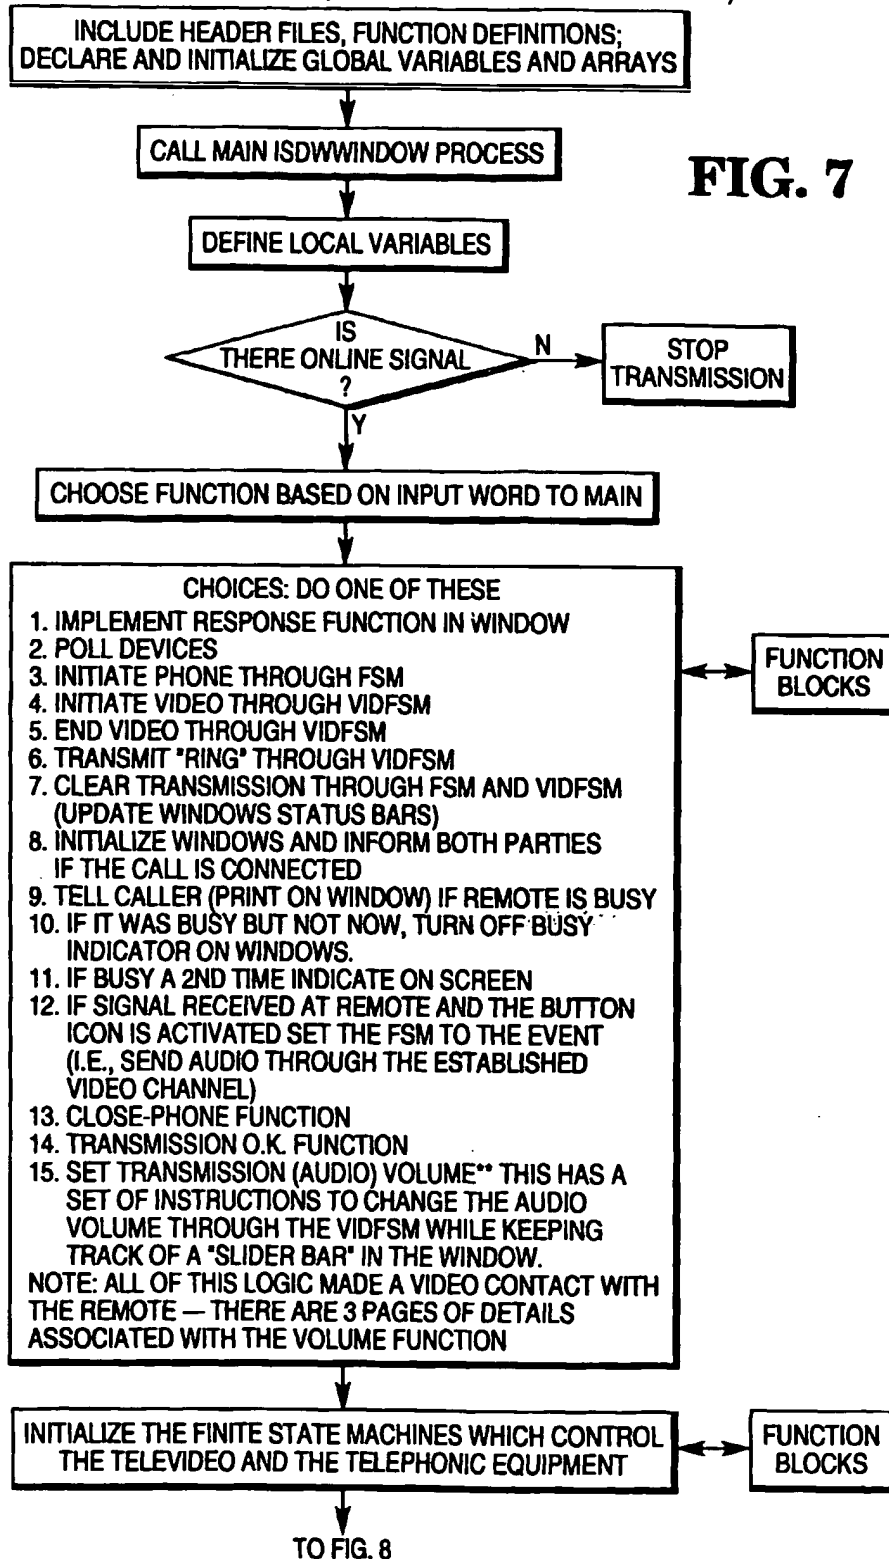 INCLUDE HEADER FILES, FUNCTION DEFINITIONS;
DECLARE AND INITIALIZE GLOBAL VARIABLES AND ARRAYS
CALL MAIN ISDWWINDOW PROCESS
FIG. 7
DEFINE LOCAL VARIABLES
IS
THERE ONLINE SIGNAL
?
N
STOP
TRANSMISSION
Y
CHOOSE FUNCTION BASED ON INPUT WORD TO MAIN
CHOICES: DO ONE OF THESE
1. IMPLEMENT RESPONSE FUNCTION IN WINDOW
2. POLL DEVICES
3. INITIATE PHONE THROUGH FSM
4. INITIATE VIDEO THROUGH VIDFSM
5. END VIDEO THROUGH VIDFSM
6. TRANSMIT "RING" THROUGH VIDFSM
7. CLEAR TRANSMISSION THROUGH FSM AND VIDFSM
(UPDATE WINDOWS STATUS BARS)
8. INITIALIZE WINDOWS AND INFORM BOTH PARTIES
IF THE CALL IS CONNECTED
9. TELL CALLER (PRINT ON WINDOW) IF REMOTE IS BUSY
10. IF IT WAS BUSY BUT NOT NOW, TURN OFF BUSY
INDICATOR ON WINDOWS.
11. IF BUSY A 2ND TIME INDICATE ON SCREEN
12. IF SIGNAL RECEIVED AT REMOTE AND THE BUTTON
ICON IS ACTIVATED SET THE FSM TO THE EVENT
(I.E., SEND AUDIO THROUGH THE ESTABLISHED
VIDEO CHANNEL)
13. CLOSE-PHONE FUNCTION
14. TRANSMISSION O.K. FUNCTION
15. SET TRANSMISSION (AUDIO) VOLUME** THIS HAS A
SET OF INSTRUCTIONS TO CHANGE THE AUDIO
VOLUME THROUGH THE VIDFSM WHILE KEEPING
TRACK OF A "SLIDER BAR" IN THE WINDOW.
NOTE: ALL OF THIS LOGIC MADE A VIDEO CONTACT WITH
THE REMOTE — THERE ARE 3 PAGES OF DETAILS
ASSOCIATED WITH THE VOLUME FUNCTION
FUNCTION
BLOCKS
INITIALIZE THE FINITE STATE MACHINES WHICH CONTROL
THE TELEVIDEO AND THE TELEPHONIC EQUIPMENT
FUNCTION
BLOCKS
TO FIG. 8